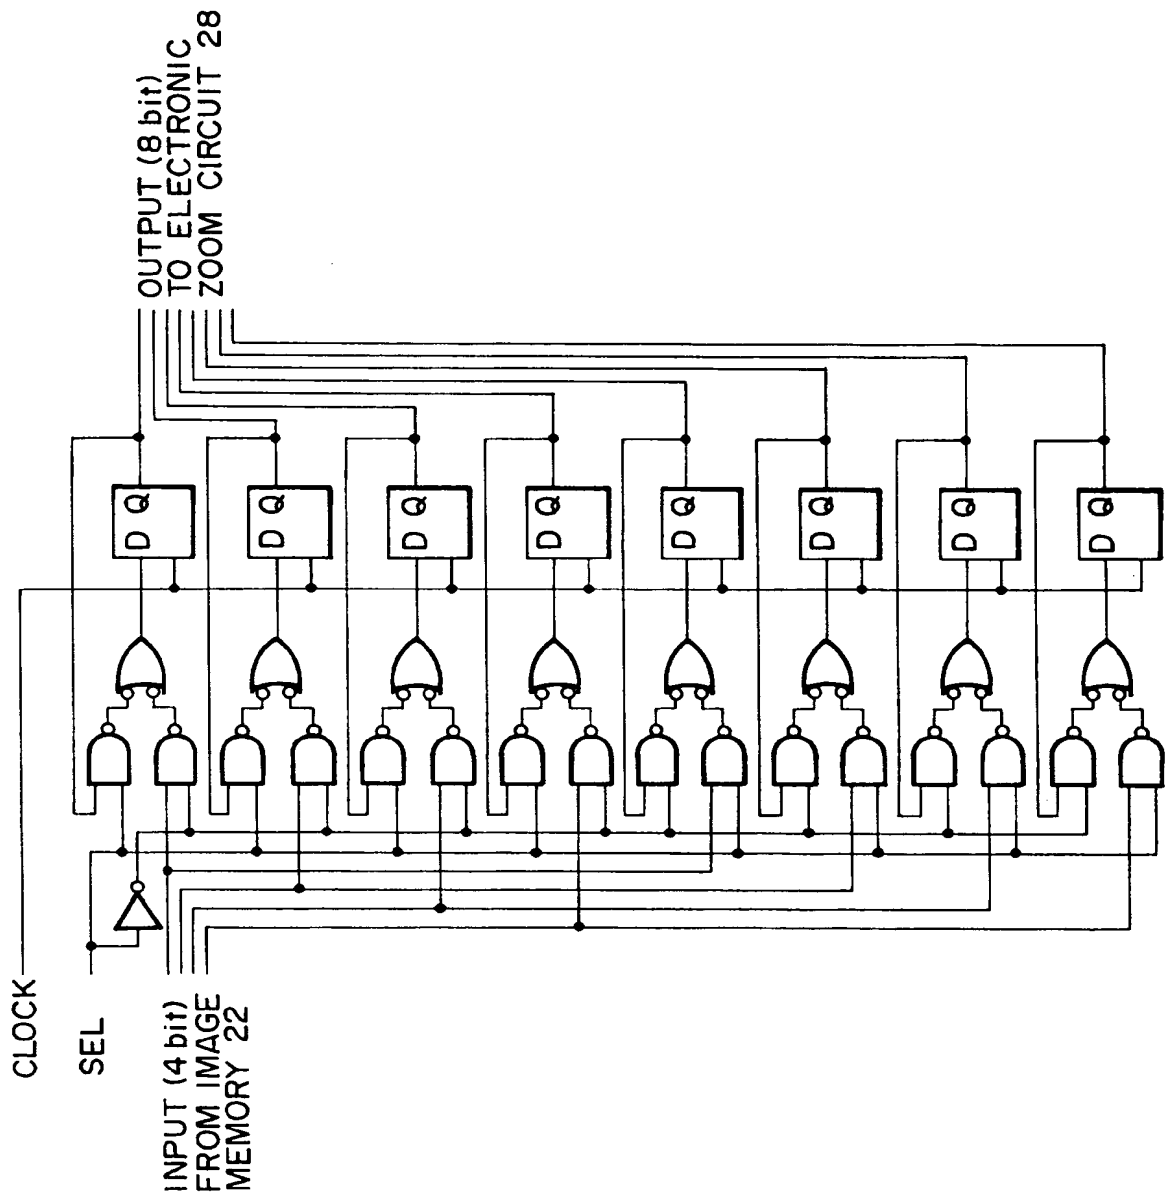 CLOCK
SEL
INPUT (4 bit)
FROM IMAGE
MEMORY 22
D Q
D Q
D Q
D Q
D Q
D Q
D Q
D Q
OUTPUT (8 bit)
TO ELECTRONIC
ZOOM CIRCUIT 28